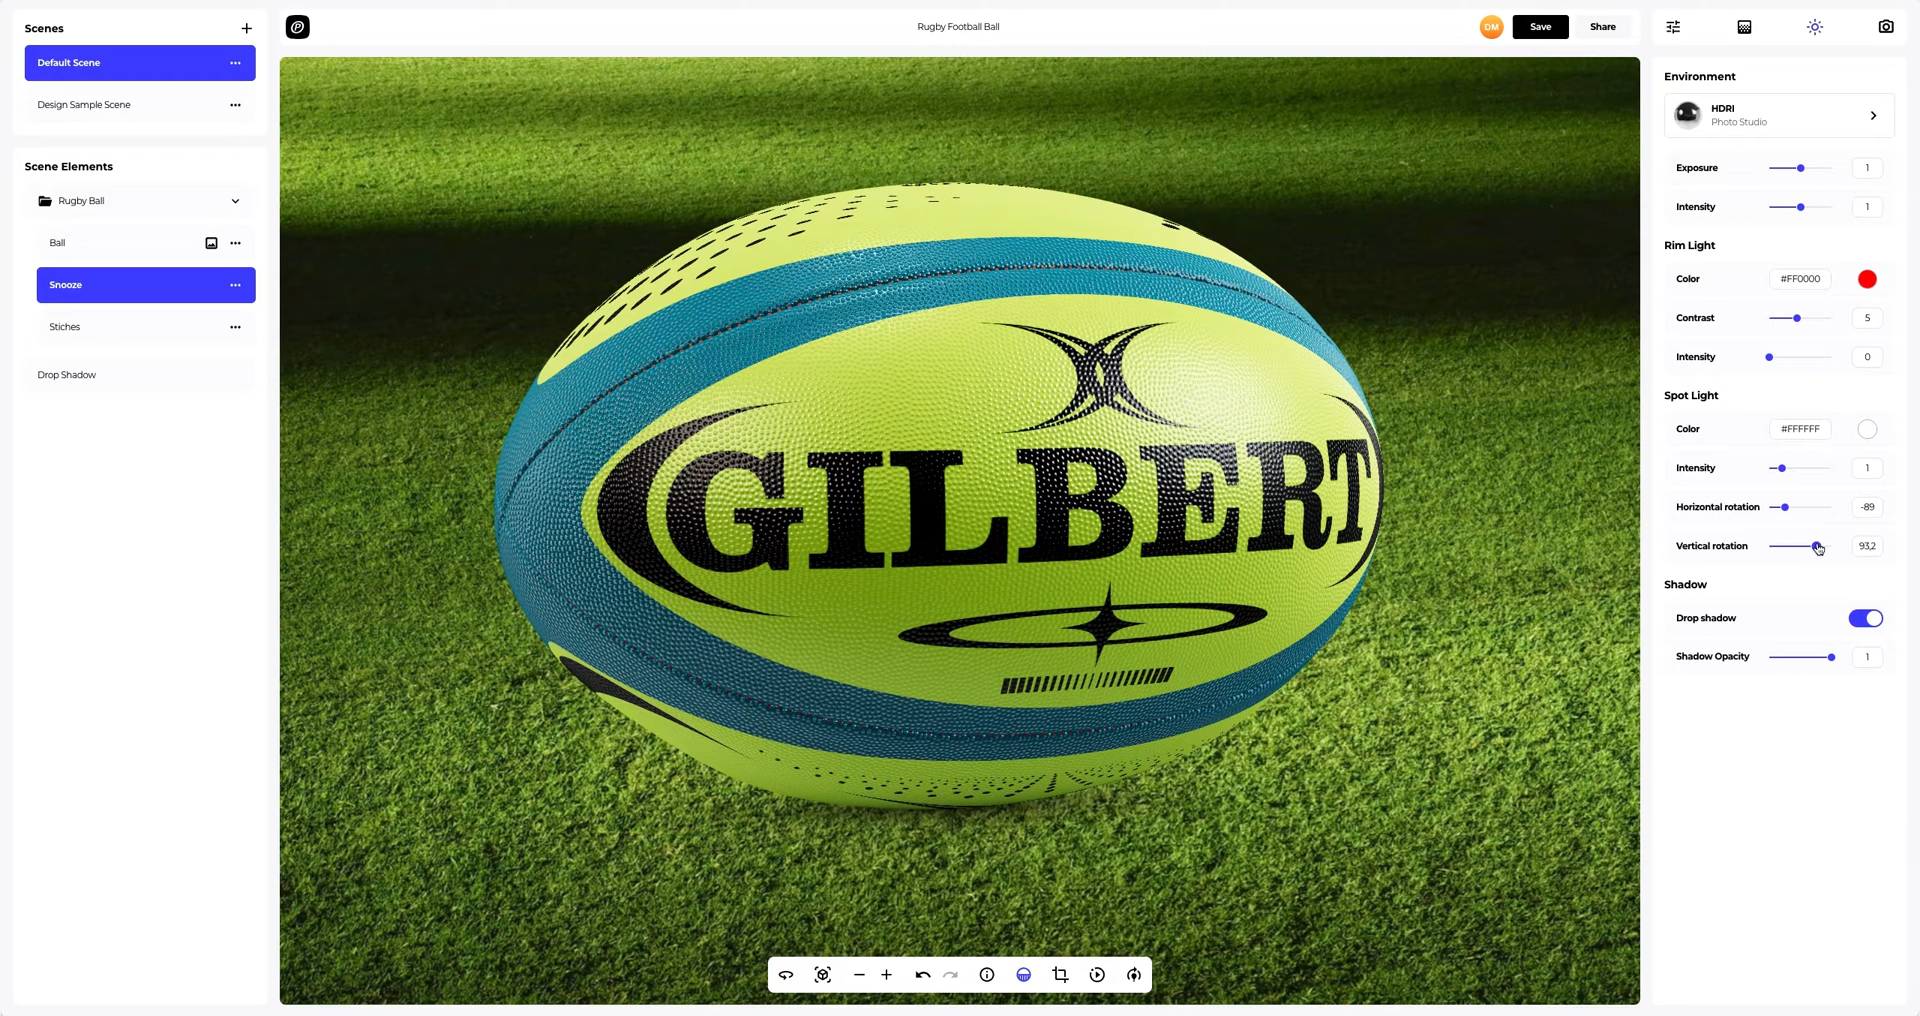 Scenes
Default Scene
Design Sample Scene
Scene Elements
Rugby Ball
Ball
Snooze
Stiches
Drop Shadow
Rugby Football Ball
DM
Save
Share
GILBERT
Environment
HDRI
Photo Studio
Exposure 1
Intensity 1
Rim Light
Color #FF0000
Contrast 5
Intensity 0
Spot Light
Color #FFFFFF
Intensity 1
Horizontal rotation -89
Vertical rotation 93,2
Shadow
Drop shadow
Shadow Opacity 1